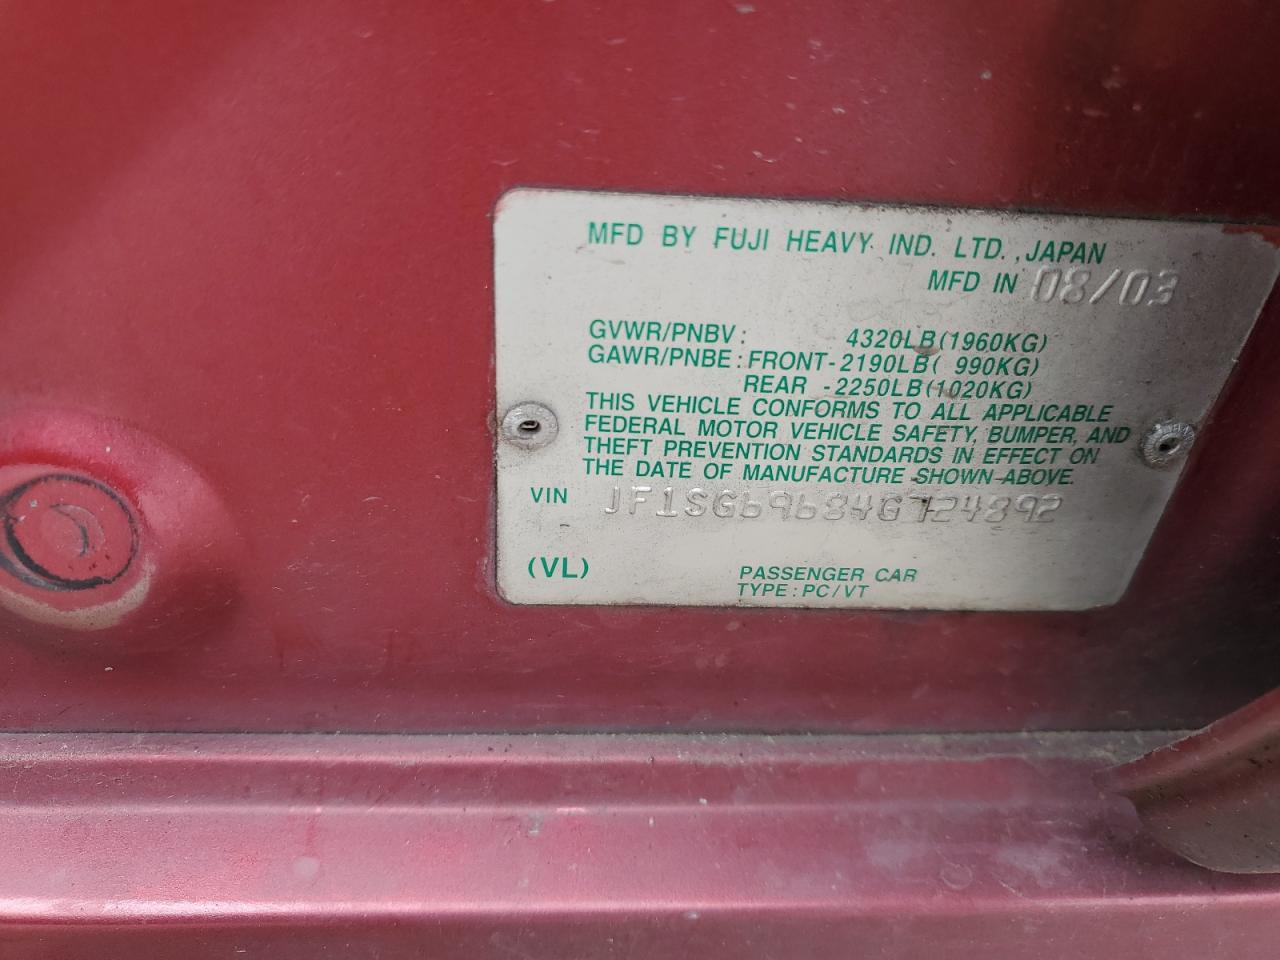 MFD BY FUJI HEAVY IND. LTD. , JAPAN
MFD IN 08/03
GVWR/PNBV : 4320LB(1960KG)
GAWR/PNBE : FRONT-2190LB( 990KG)
REAR -2250LB(1020KG)
THIS VEHICLE CONFORMS TO ALL APPLICABLE
FEDERAL MOTOR VEHICLE SAFETY, BUMPER, AND
THEFT PREVENTION STANDARDS IN EFFECT ON
THE DATE OF MANUFACTURE SHOWN ABOVE.
VIN JF1SG69684G724892
(VL)
PASSENGER CAR
TYPE : PC/VT